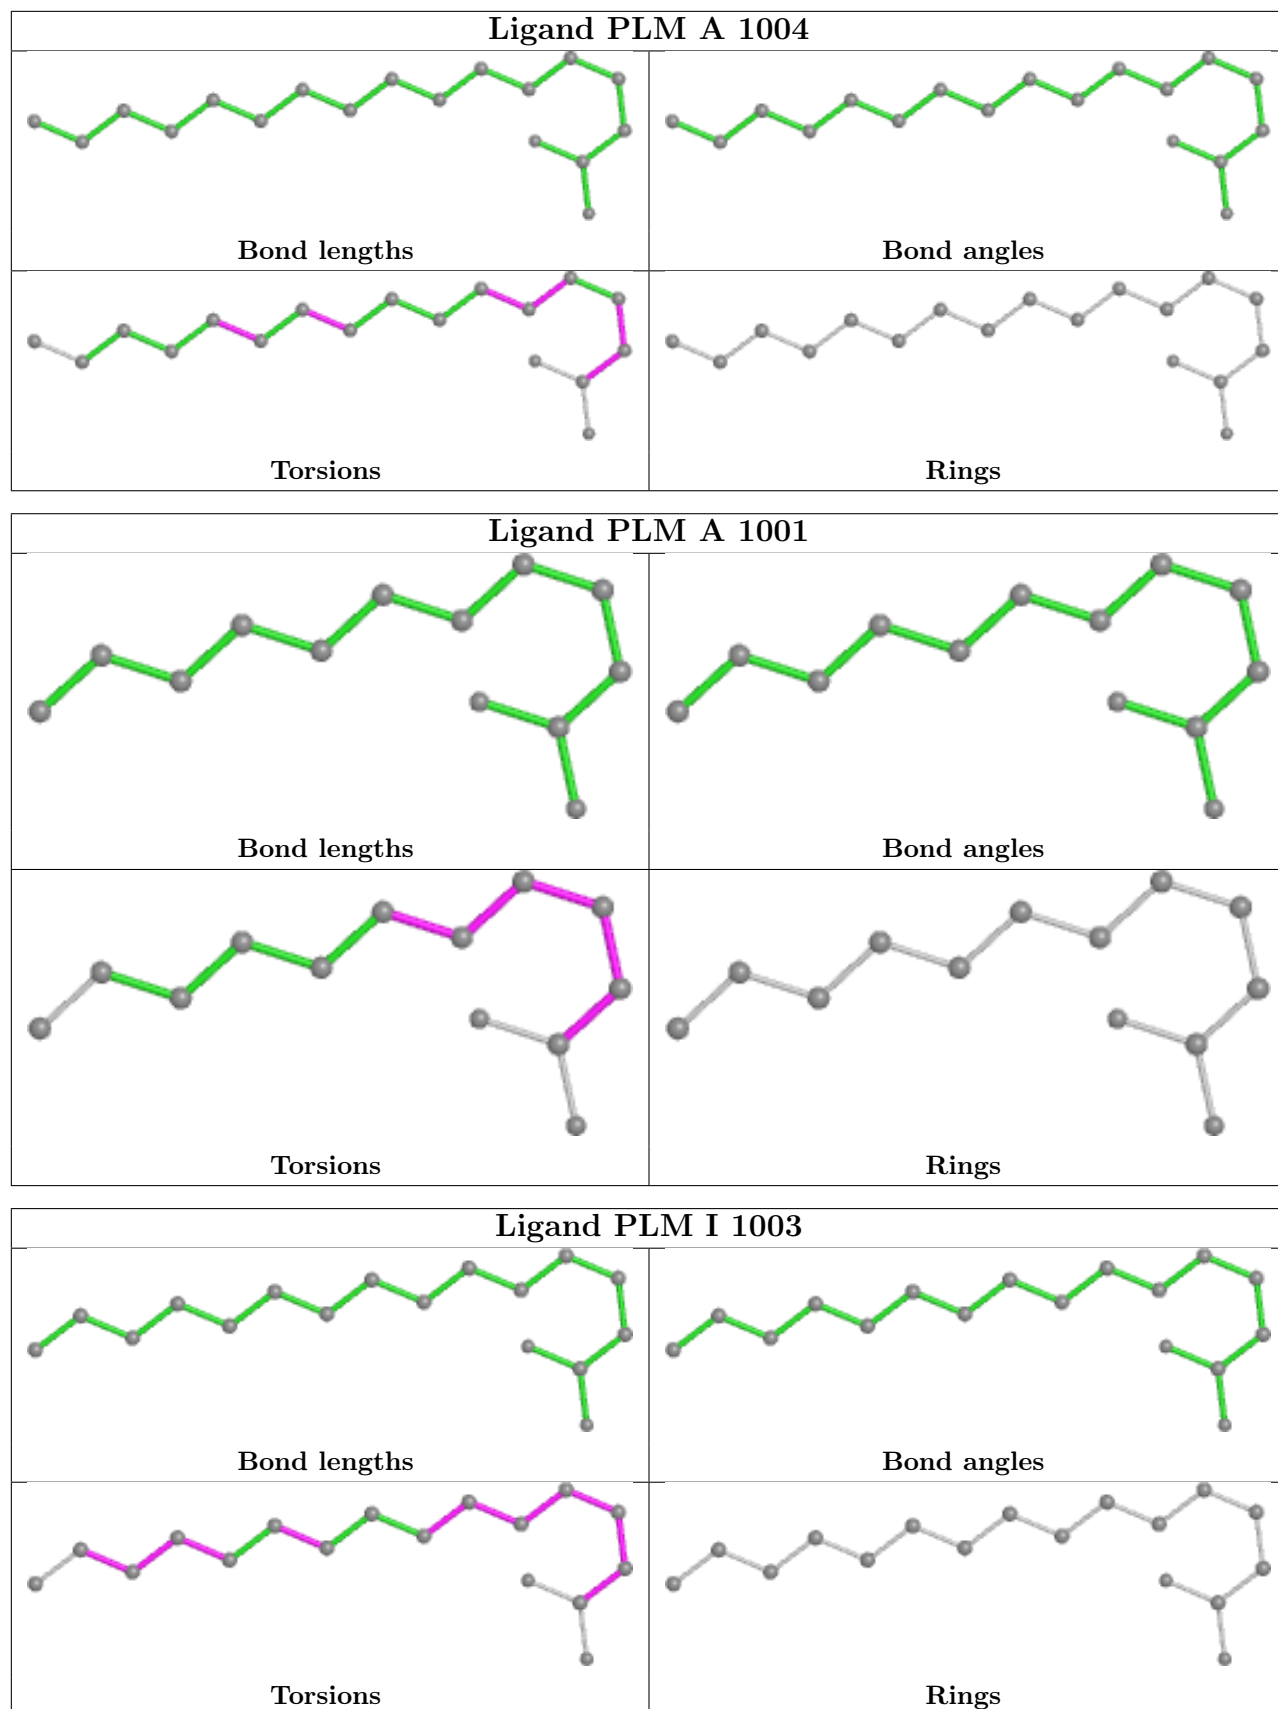 Ligand PLM A 1004
Bond lengths
Bond angles
Torsions
Rings
Ligand PLM A 1001
Bond lengths
Bond angles
Torsions
Rings
Ligand PLM I 1003
Bond lengths
Bond angles
Torsions
Rings